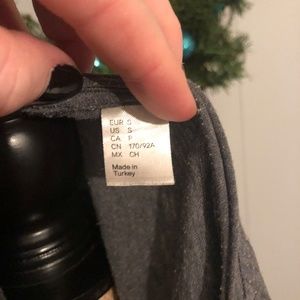 EUR S
US S
CA P
CN 170/92A
MX CH
Made in
Turkey